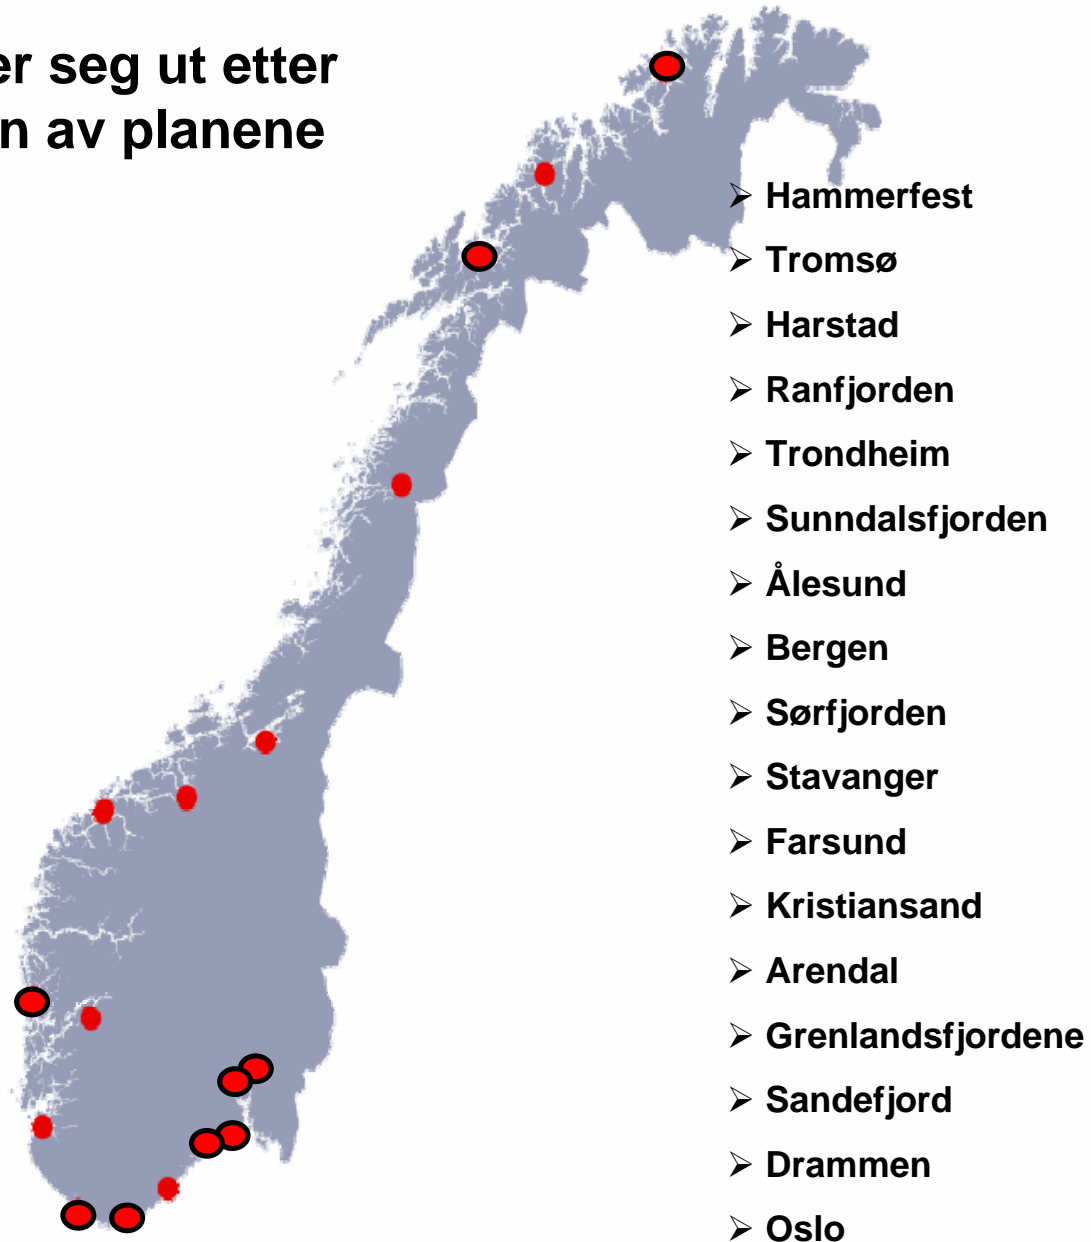 er seg ut etter
n av planene
➢ Hammerfest
➢ Tromsø
➢ Harstad
➢ Ranfjorden
➢ Trondheim
➢ Sunndalsfjorden
➢ Ålesund
➢ Bergen
➢ Sørfjorden
➢ Stavanger
➢ Farsund
➢ Kristiansand
➢ Arendal
➢ Grenlandsfjordene
➢ Sandefjord
➢ Drammen
➢ Oslo